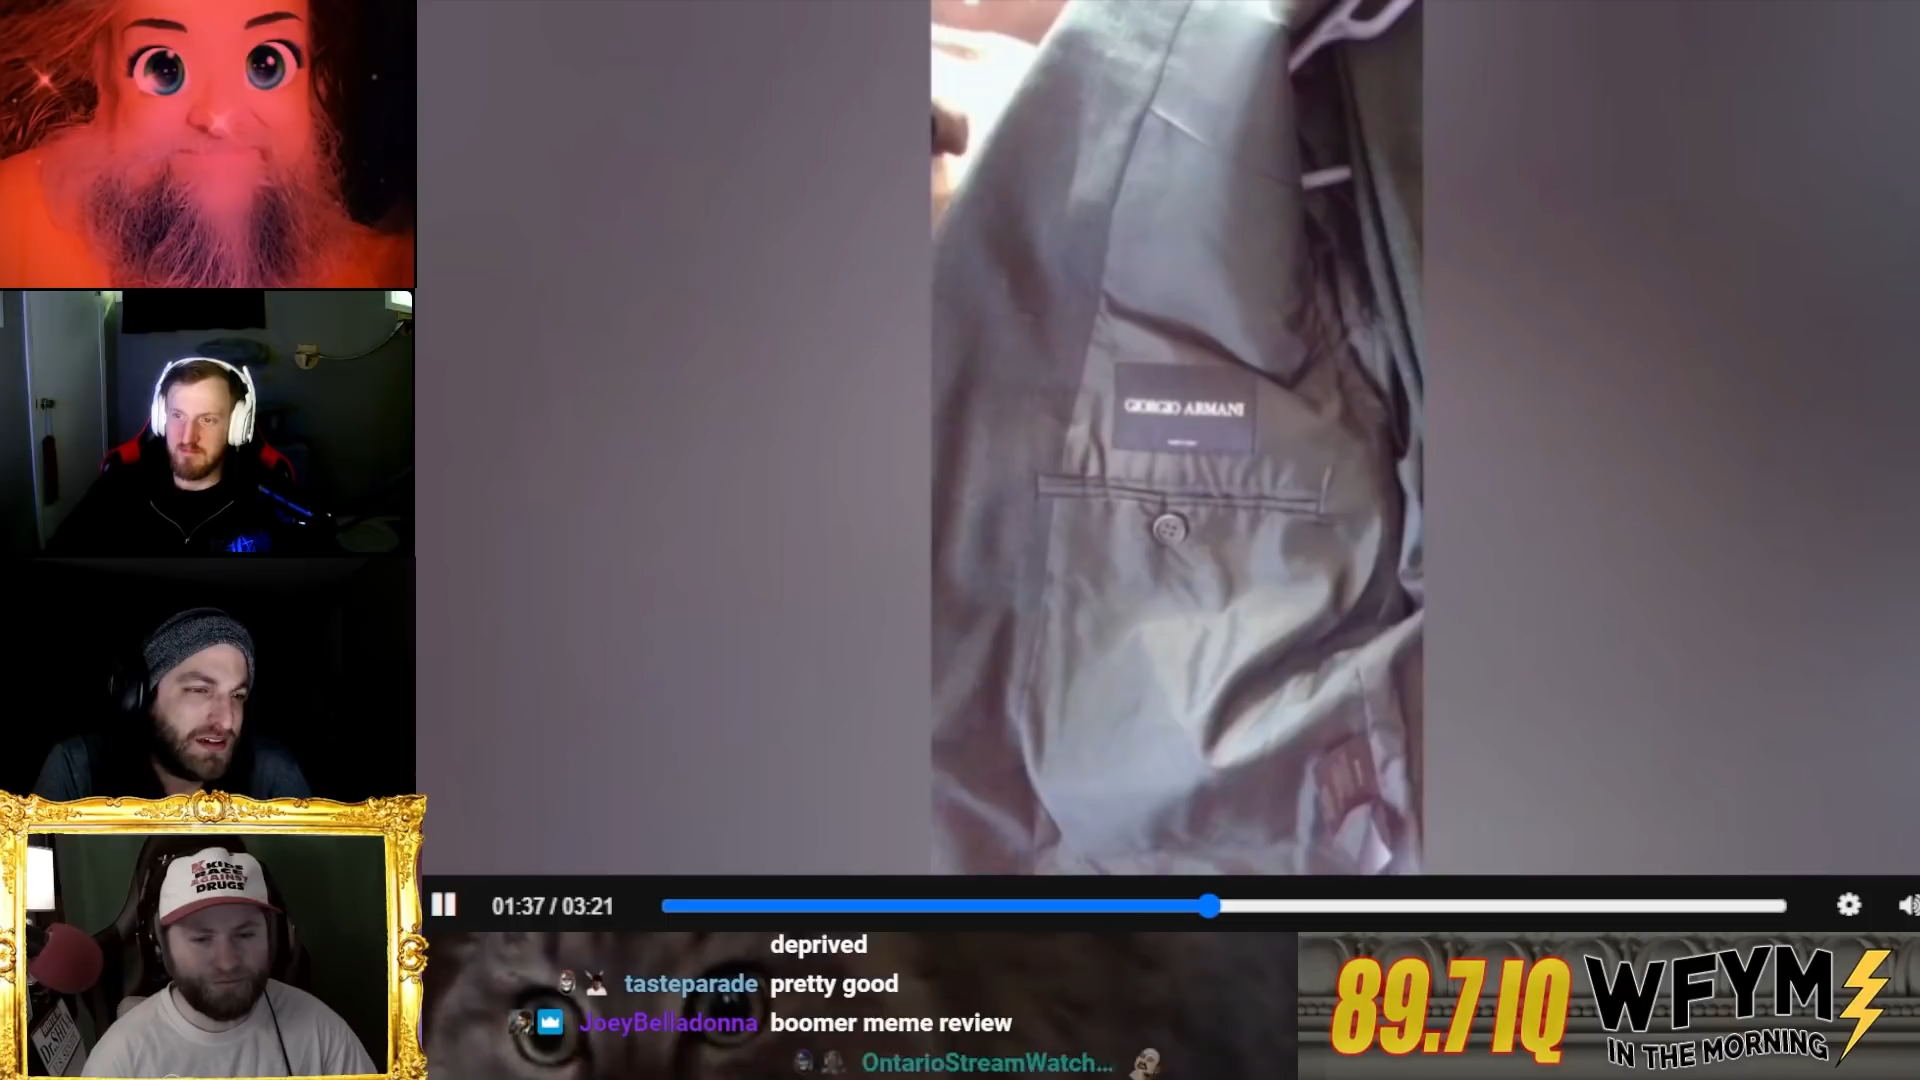 GIORGIO ARMANI
KIDS
RACE
AGAINST
DRUGS
01:37 / 03:21
deprived
tasteparade pretty good
JoeyBelladonna boomer meme review
OntarioStreamWatch...
89.7 IQ WFYM
IN THE MORNING